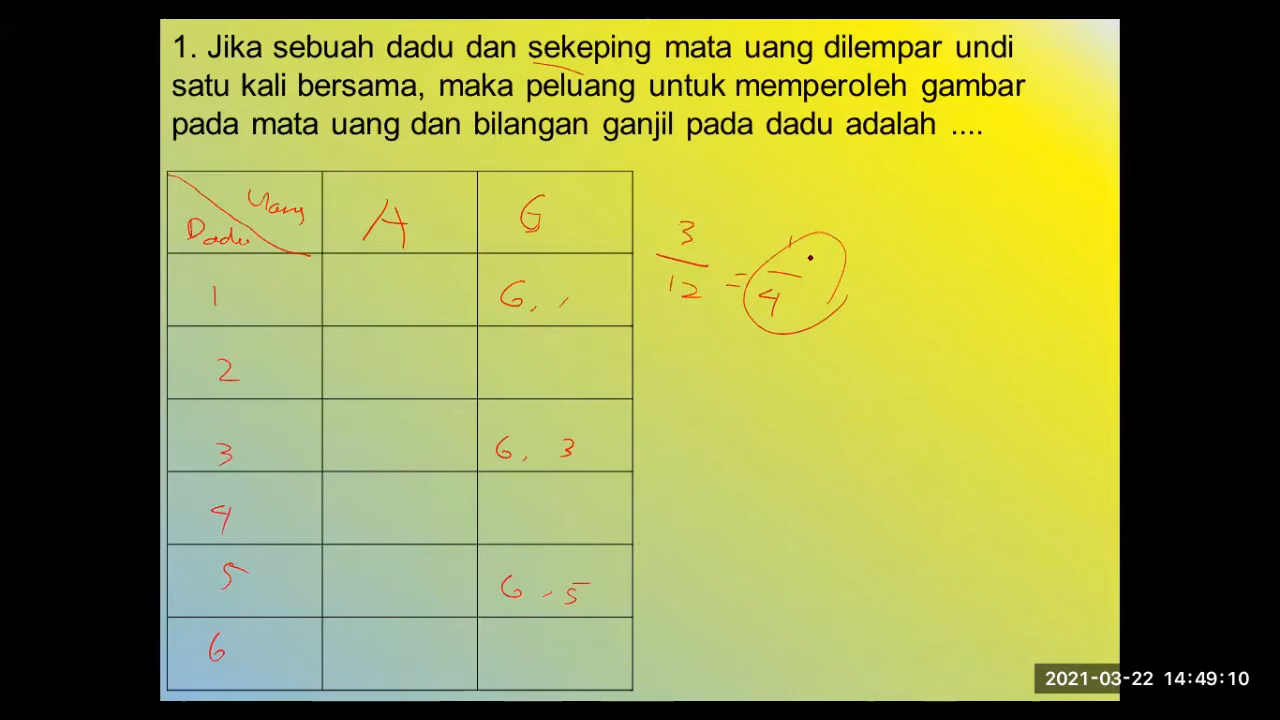 1. Jika sebuah dadu dan sekeping mata uang dilempar undi
satu kali bersama, maka peluang untuk memperoleh gambar
pada mata uang dan bilangan ganjil pada dadu adalah ....
Uang
Dadu
A
G
1
G, 1
2
3
G, 3
4
5
G, 5
6
3
12
=
1
4
2021-03-22 14:49:10